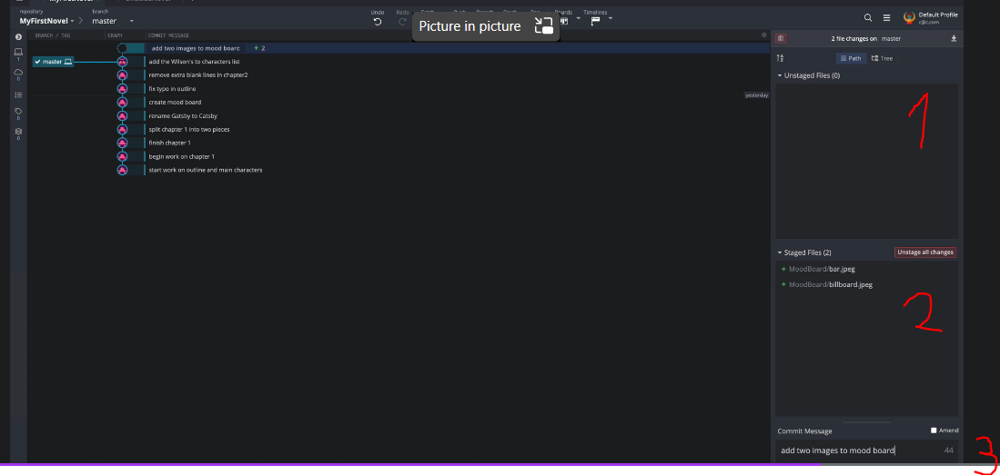 repository
branch
MyFirstNovel
master
Undo
Redo
Boards
Timelines
Picture in picture
Default Profile
c@c.com
BRANCH / TAG
GRAPH
COMMIT MESSAGE
add two images to mood board + 2
2 file changes on master
1
master
add the Wilson's to characters list
Path
Tree
0
remove extra blank lines in chapter2
Unstaged Files (0)
fix typo in outline
yesterday
create mood board
1
rename Gatsby to Catsby
0
split chapter 1 into two pieces
0
finish chapter 1
begin work on chapter 1
start work on outline and main characters
Staged Files (2)
Unstage all changes
+ MoodBoard/bar.jpeg
+ MoodBoard/billboard.jpeg
2
Commit Message
Amend
add two images to mood board
44
3